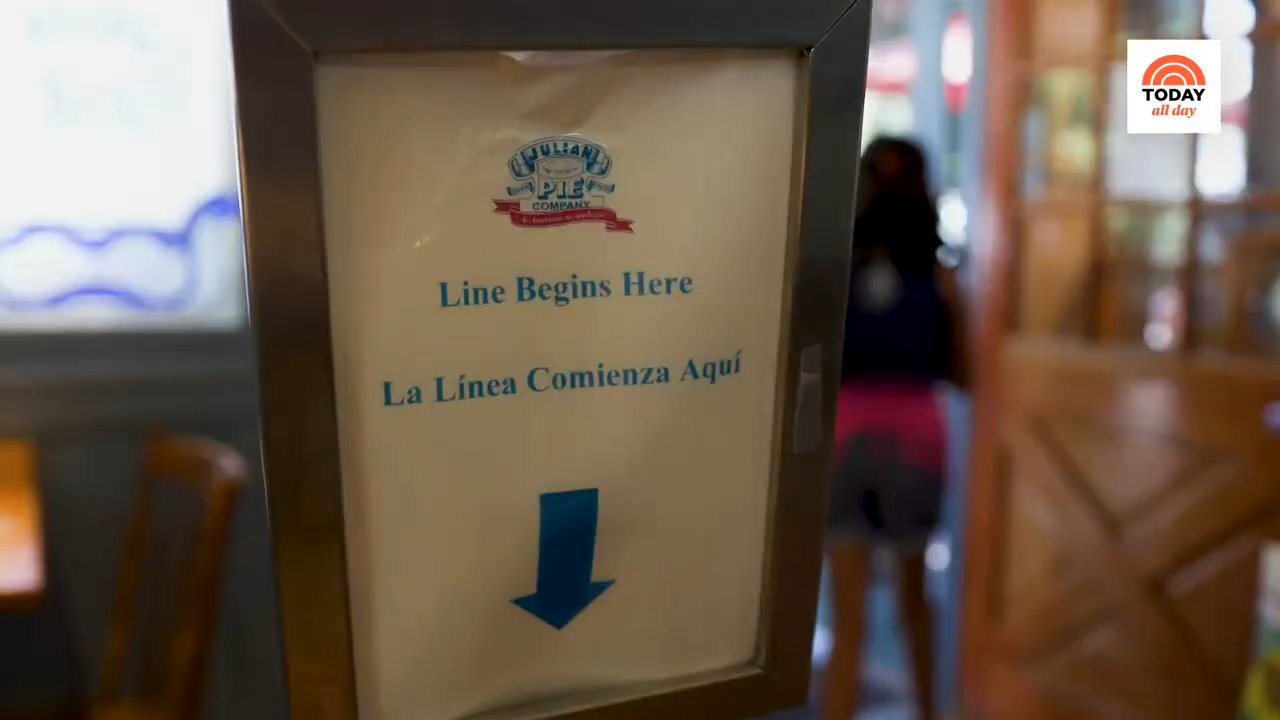 TODAY
all day
JULIAN
PIE
COMPANY
Line Begins Here
La Línea Comienza Aquí